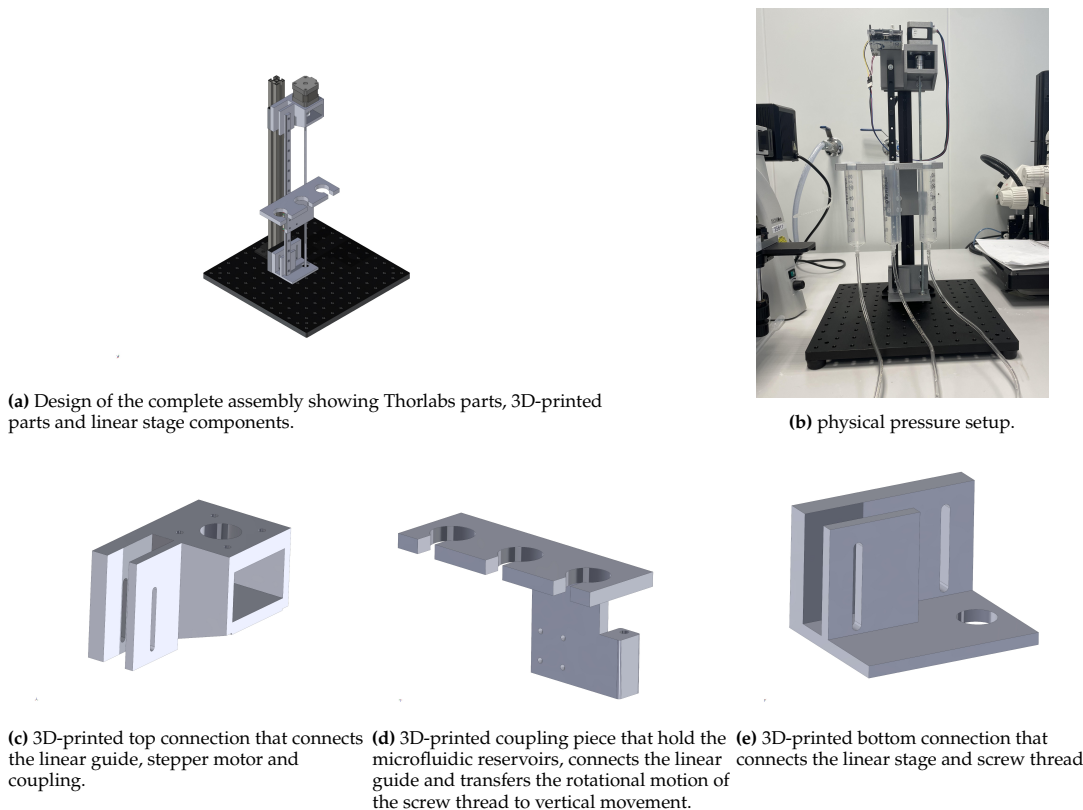 (a) Design of the complete assembly showing Thorlabs parts, 3D-printed
parts and linear stage components.
(b) physical pressure setup.
(c) 3D-printed top connection that connects
the linear guide, stepper motor and
coupling.
(d) 3D-printed coupling piece that hold the
microfluidic reservoirs, connects the linear
guide and transfers the rotational motion of
the screw thread to vertical movement.
(e) 3D-printed bottom connection that
connects the linear stage and screw thread